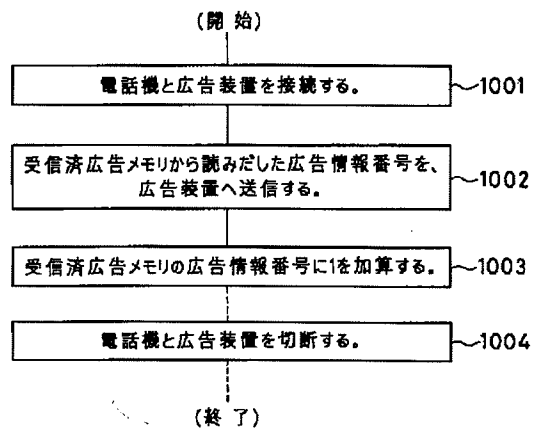 (開 始)
電話機と広告装置を接続する。
1001
受信済広告メモリから読みだした広告情報番号を、
広告装置へ送信する。
1002
受信済広告メモリの広告情報番号に1を加算する。
1003
電話機と広告装置を切断する。
1004
(終 了)